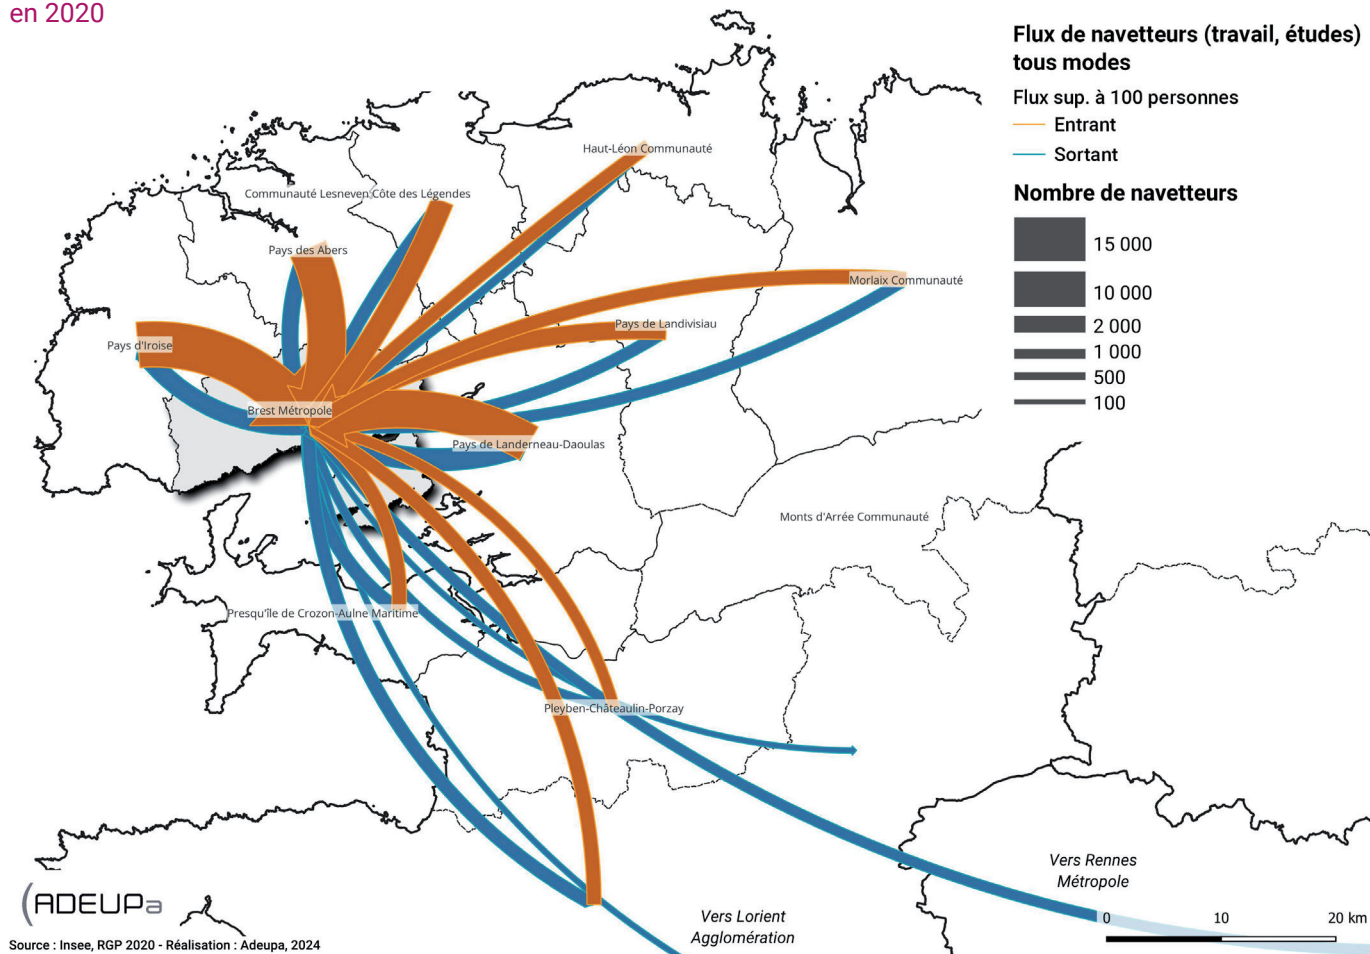 en 2020
Flux de navetteurs (travail, études)
tous modes
Flux sup. à 100 personnes
Entrant
Sortant
Nombre de navetteurs
15 000
10 000
2 000
1 000
500
100
Haut-Léon Communauté
Communauté Lesneven Côte des Légendes
Pays des Abers
Morlaix Communauté
Pays de Landivisiau
Pays d'Iroise
Brest Métropole
Pays de Landerneau-Daoulas
Monts d'Arrée Communauté
Presqu'île de Crozon-Aulne Maritime
Pleyben-Châteaulin-Porzay
Vers Rennes
Métropole
Vers Lorient
Agglomération
0 10 20 km
ADEUPa
Source : Insee, RGP 2020 - Réalisation : Adeupa, 2024